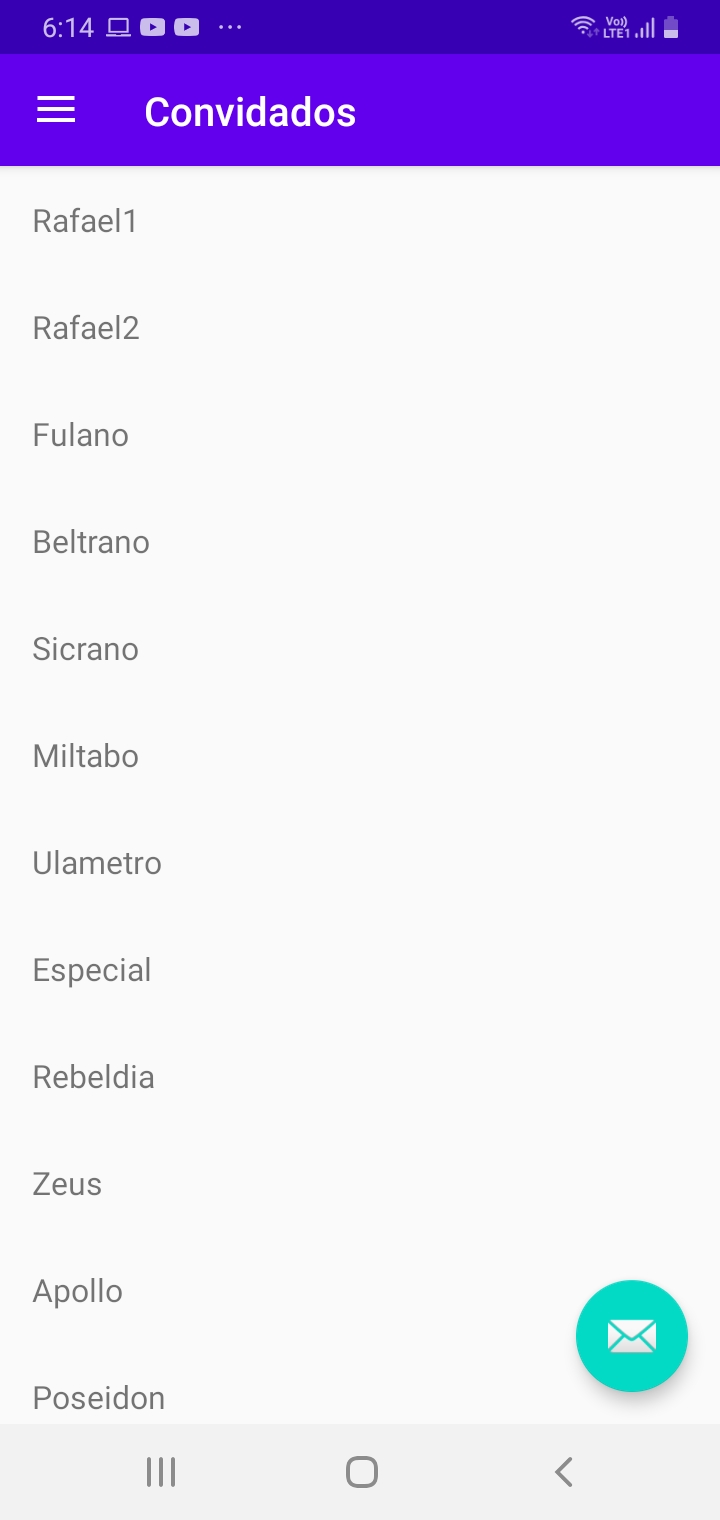 6:14
Vo)) LTE1
Convidados
Rafael1
Rafael2
Fulano
Beltrano
Sicrano
Miltabo
Ulametro
Especial
Rebeldia
Zeus
Apollo
Poseidon